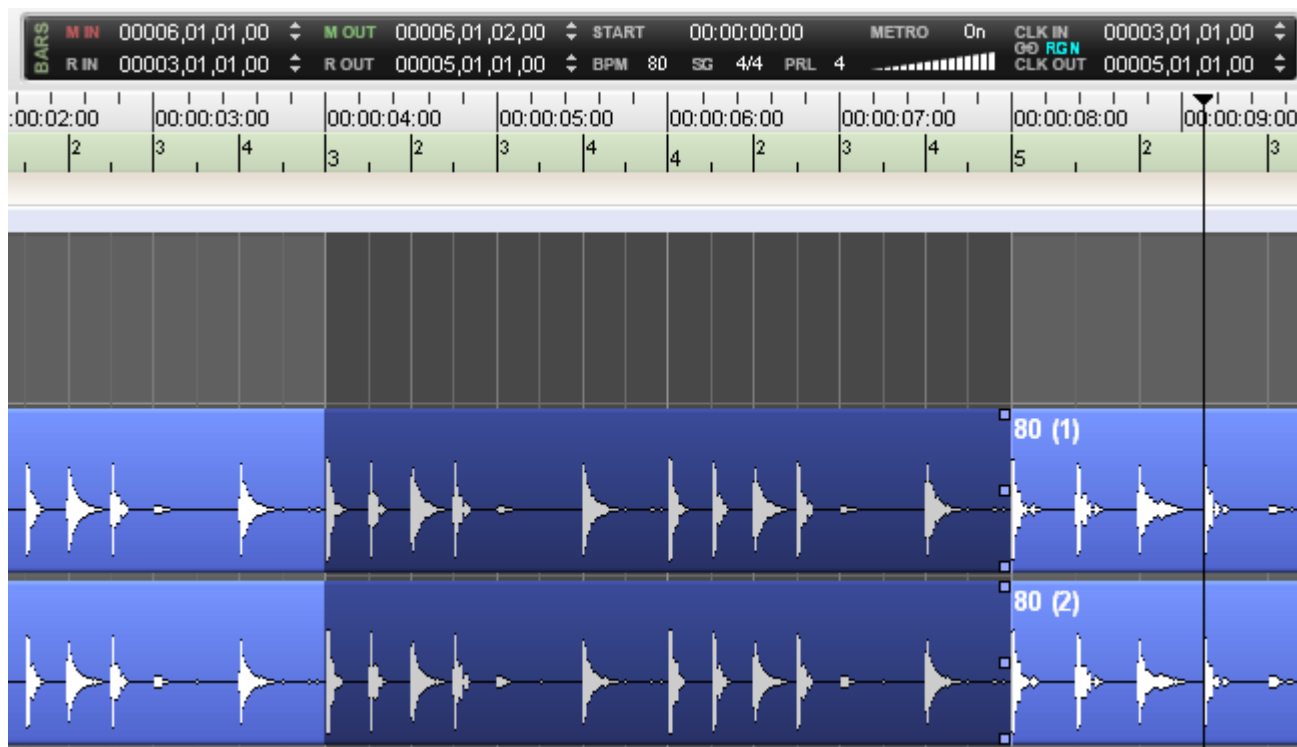 BARS M IN 00006,01,01,00 M OUT 00006,01,02,00 START 00:00:00:00 METRO On CLK IN 00003,01,01,00
RGN
R IN 00003,01,01,00 R OUT 00005,01,01,00 BPM 80 SG 4/4 PRL 4 CLK OUT 00005,01,01,00
:00:02:00 00:00:03:00 00:00:04:00 00:00:05:00 00:00:06:00 00:00:07:00 00:00:08:00 00:00:09:00
2 3 4 3 2 3 4 4 2 3 4 5 2 3
80 (1)
80 (2)